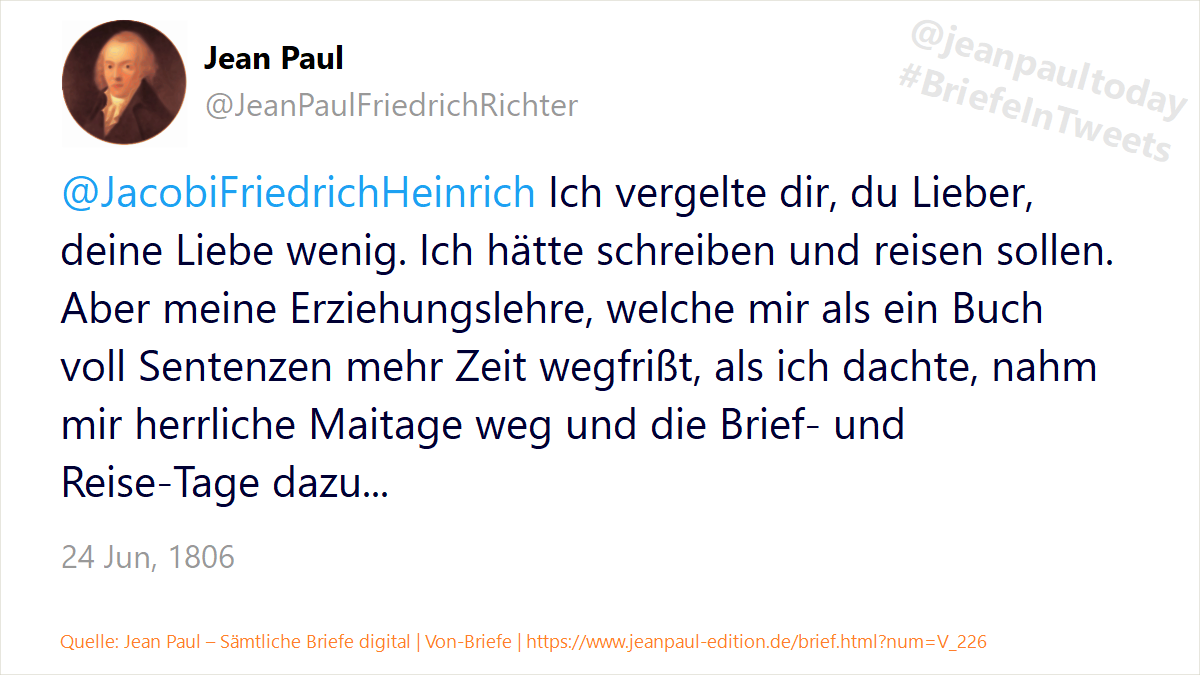 Jean Paul
@JeanPaulFriedrichRichter
@jeanpaultoday
#BriefeInTweets
@JacobiFriedrichHeinrich Ich vergelte dir, du Lieber,
deine Liebe wenig. Ich hätte schreiben und reisen sollen.
Aber meine Erziehungslehre, welche mir als ein Buch
voll Sentenzen mehr Zeit wegfrißt, als ich dachte, nahm
mir herrliche Maitage weg und die Brief- und
Reise-Tage dazu...
24 Jun, 1806
Quelle: Jean Paul – Sämtliche Briefe digital | Von-Briefe | https://www.jeanpaul-edition.de/brief.html?num=V_226